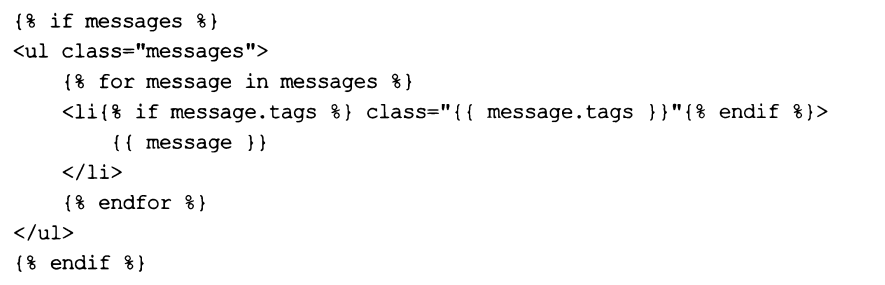 {% if messages %}
<ul class="messages">
    {% for message in messages %}
    <li{% if message.tags %} class="{{ message.tags }}"{% endif %}>
        {{ message }}
    </li>
    {% endfor %}
</ul>
{% endif %}